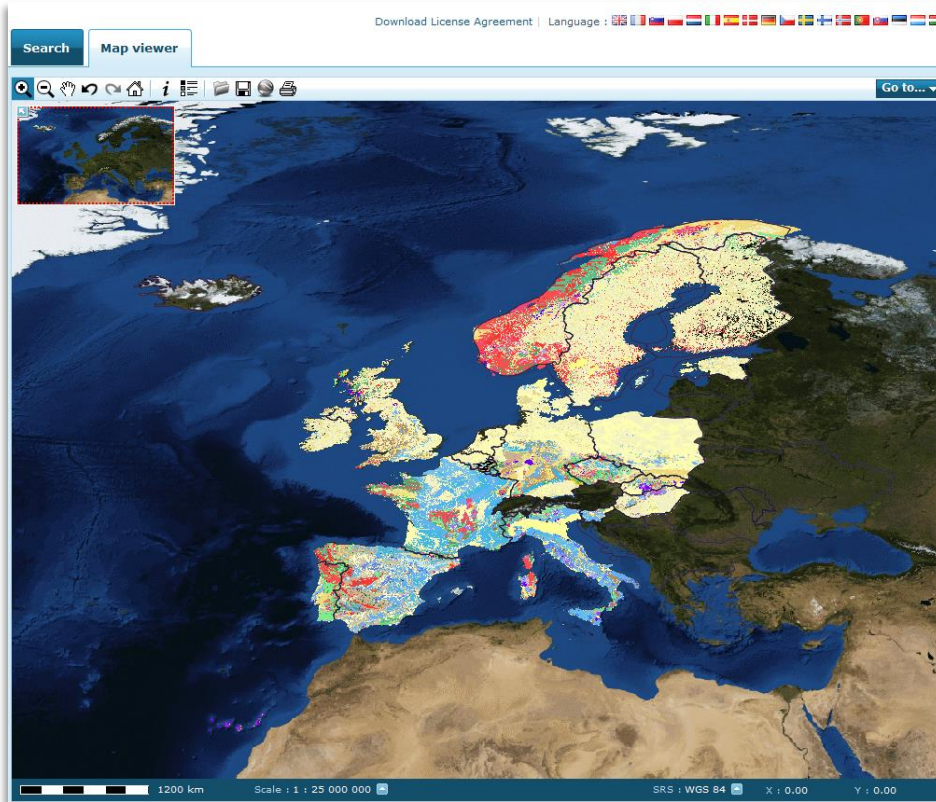 Download License Agreement | Language :
Search
Map viewer
i
Go to...
1200 km
Scale : 1 : 25 000 000
SRS : WGS 84
X : 0.00
Y : 0.00